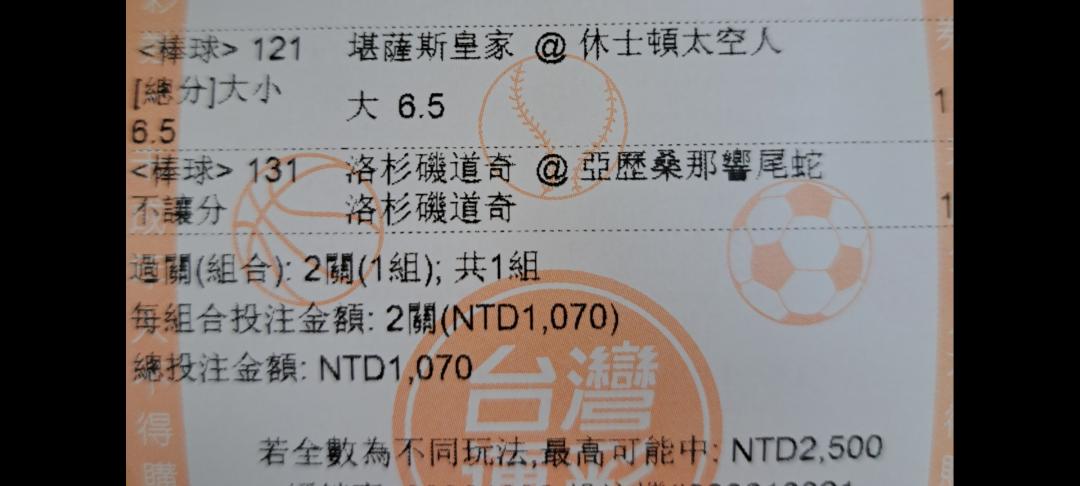 <棒球> 121 堪薩斯皇家 @ 休士頓太空人
[總分]大小 大 6.5 1
6.5
<棒球> 131 洛杉磯道奇 @ 亞歷桑那響尾蛇
不讓分 洛杉磯道奇 1
過關(組合): 2關(1組); 共1組
每組合投注金額: 2關(NTD1,070)
總投注金額: NTD1,070
台灣
若全數為不同玩法,最高可能中: NTD2,500
得
購